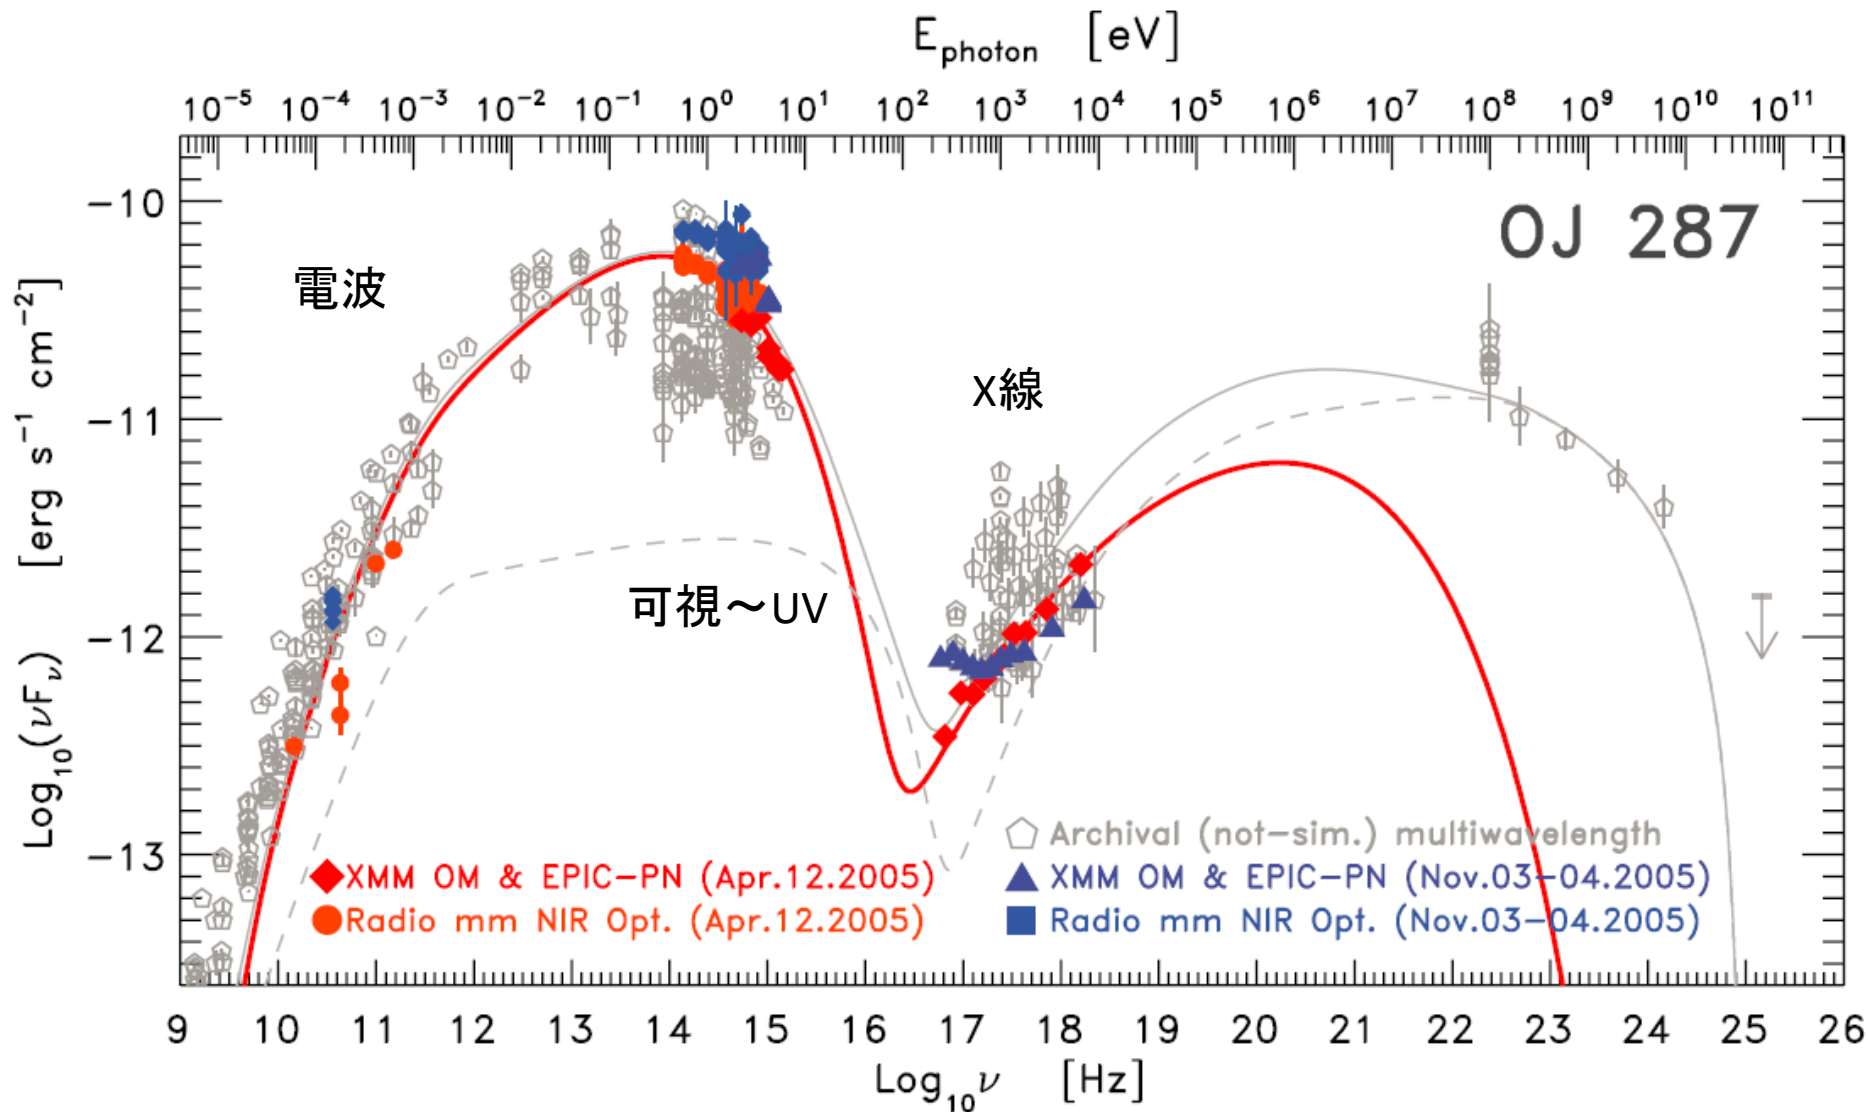 E_photon [eV]
10^-5 10^-4 10^-3 10^-2 10^-1 10^0 10^1 10^2 10^3 10^4 10^5 10^6 10^7 10^8 10^9 10^10 10^11
OJ 287
電波
X線
可視～UV
Log_10(νF_ν) [erg s^-1 cm^-2]
-10
-11
-12
-13
Archival (not-sim.) multiwavelength
XMM OM & EPIC-PN (Apr.12.2005)
XMM OM & EPIC-PN (Nov.03-04.2005)
Radio mm NIR Opt. (Apr.12.2005)
Radio mm NIR Opt. (Nov.03-04.2005)
9 10 11 12 13 14 15 16 17 18 19 20 21 22 23 24 25 26
Log_10 ν [Hz]